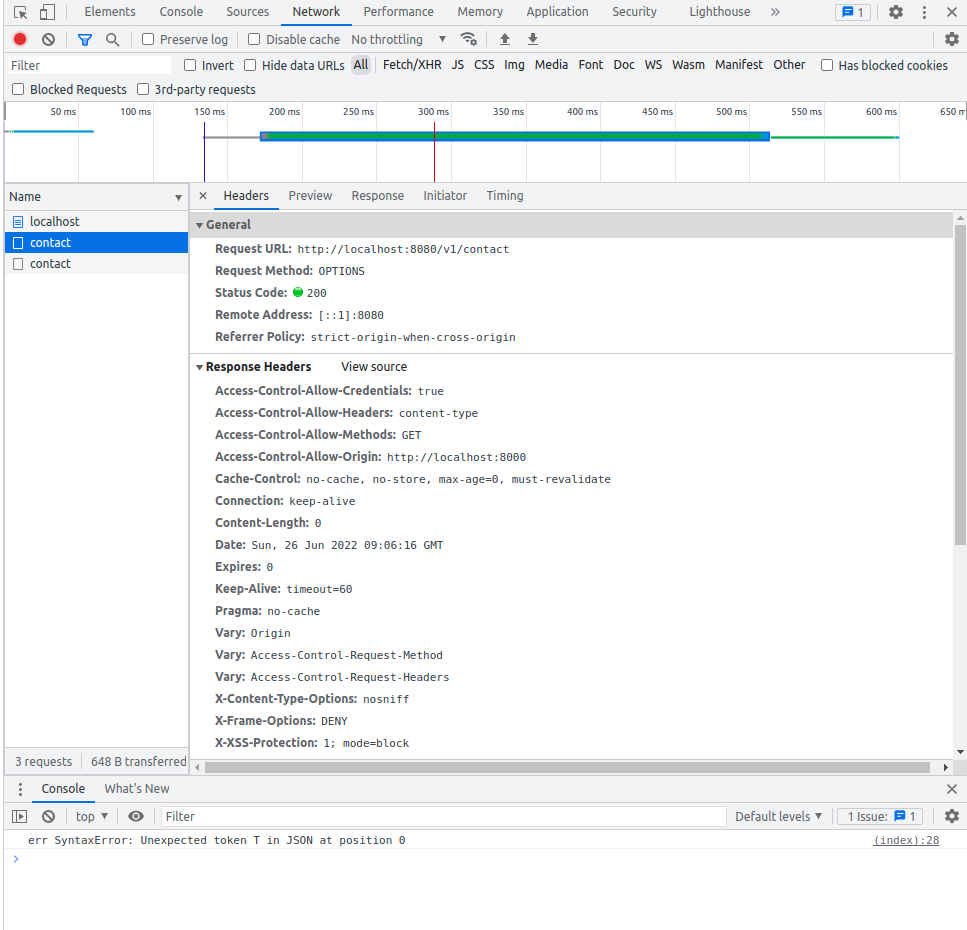 Elements Console Sources Network Performance Memory Application Security Lighthouse » 1
Preserve log Disable cache No throttling
Filter Invert Hide data URLs All Fetch/XHR JS CSS Img Media Font Doc WS Wasm Manifest Other Has blocked cookies
Blocked Requests 3rd-party requests
50 ms 100 ms 150 ms 200 ms 250 ms 300 ms 350 ms 400 ms 450 ms 500 ms 550 ms 600 ms 650 m
Name
localhost
contact
contact
3 requests 648 B transferred
× Headers Preview Response Initiator Timing
General
Request URL: http://localhost:8080/v1/contact
Request Method: OPTIONS
Status Code: 200
Remote Address: [::1]:8080
Referrer Policy: strict-origin-when-cross-origin
Response Headers View source
Access-Control-Allow-Credentials: true
Access-Control-Allow-Headers: content-type
Access-Control-Allow-Methods: GET
Access-Control-Allow-Origin: http://localhost:8000
Cache-Control: no-cache, no-store, max-age=0, must-revalidate
Connection: keep-alive
Content-Length: 0
Date: Sun, 26 Jun 2022 09:06:16 GMT
Expires: 0
Keep-Alive: timeout=60
Pragma: no-cache
Vary: Origin
Vary: Access-Control-Request-Method
Vary: Access-Control-Request-Headers
X-Content-Type-Options: nosniff
X-Frame-Options: DENY
X-XSS-Protection: 1; mode=block
Console What's New
top Filter Default levels 1 Issue: 1
err SyntaxError: Unexpected token T in JSON at position 0 (index):28